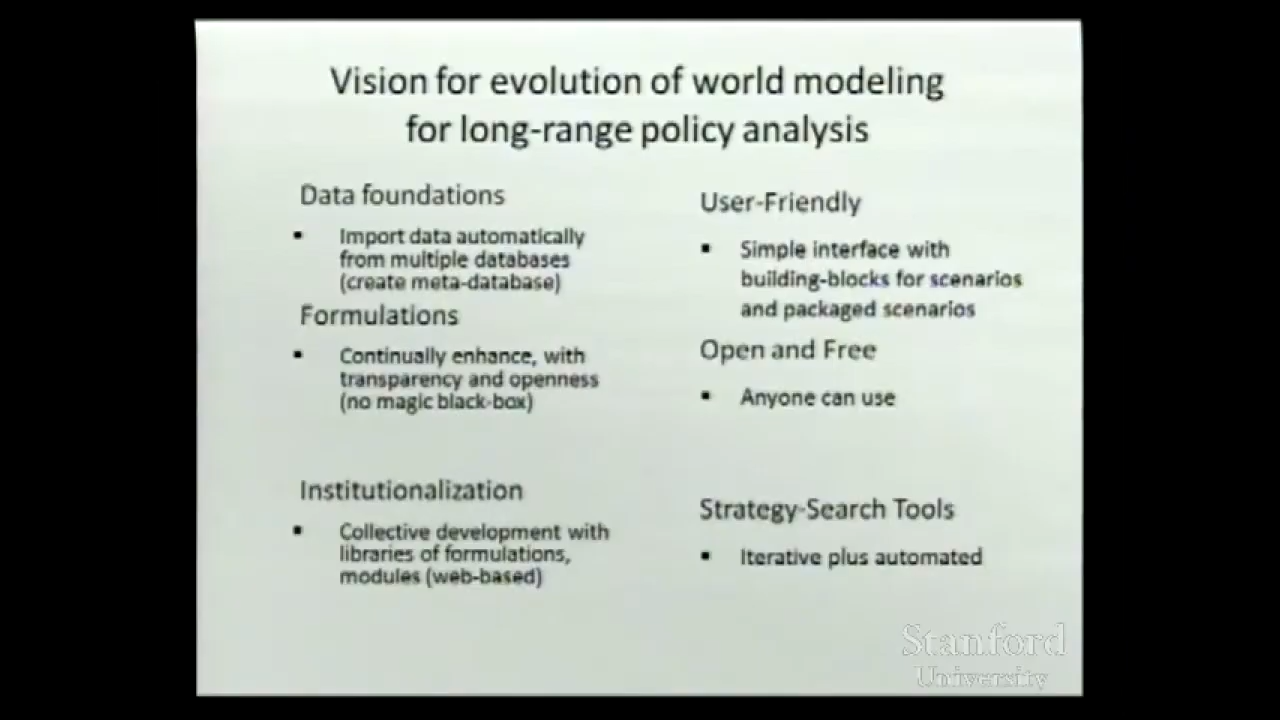 Vision for evolution of world modeling
for long-range policy analysis
Data foundations
▪ Import data automatically
from multiple databases
(create meta-database)
Formulations
▪ Continually enhance, with
transparency and openness
(no magic black-box)
Institutionalization
▪ Collective development with
libraries of formulations,
modules (web-based)
User-Friendly
▪ Simple interface with
building-blocks for scenarios
and packaged scenarios
Open and Free
▪ Anyone can use
Strategy-Search Tools
▪ Iterative plus automated
Stanford
University